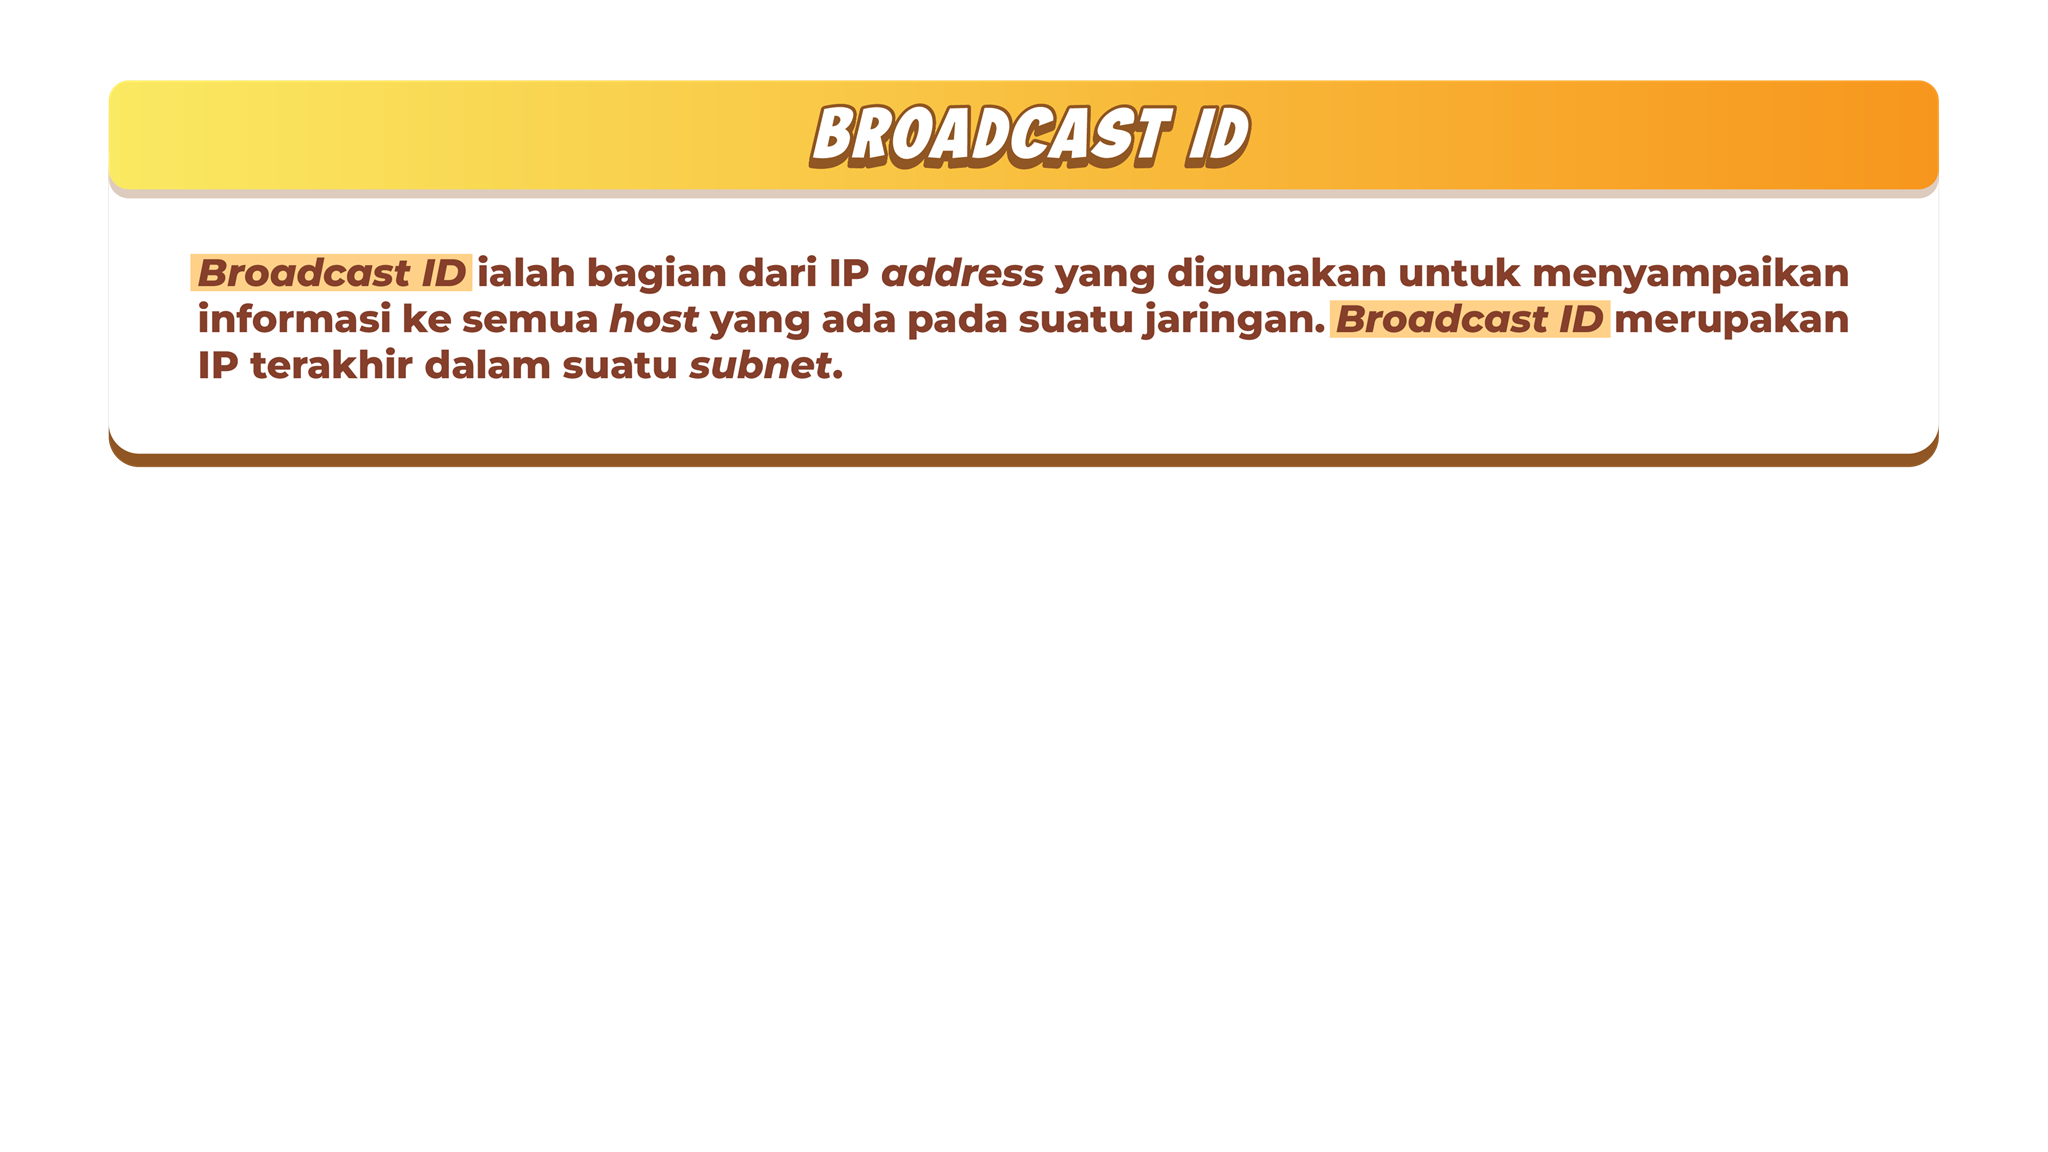 BROADCAST ID
Broadcast ID ialah bagian dari IP address yang digunakan untuk menyampaikan
informasi ke semua host yang ada pada suatu jaringan. Broadcast ID merupakan
IP terakhir dalam suatu subnet.